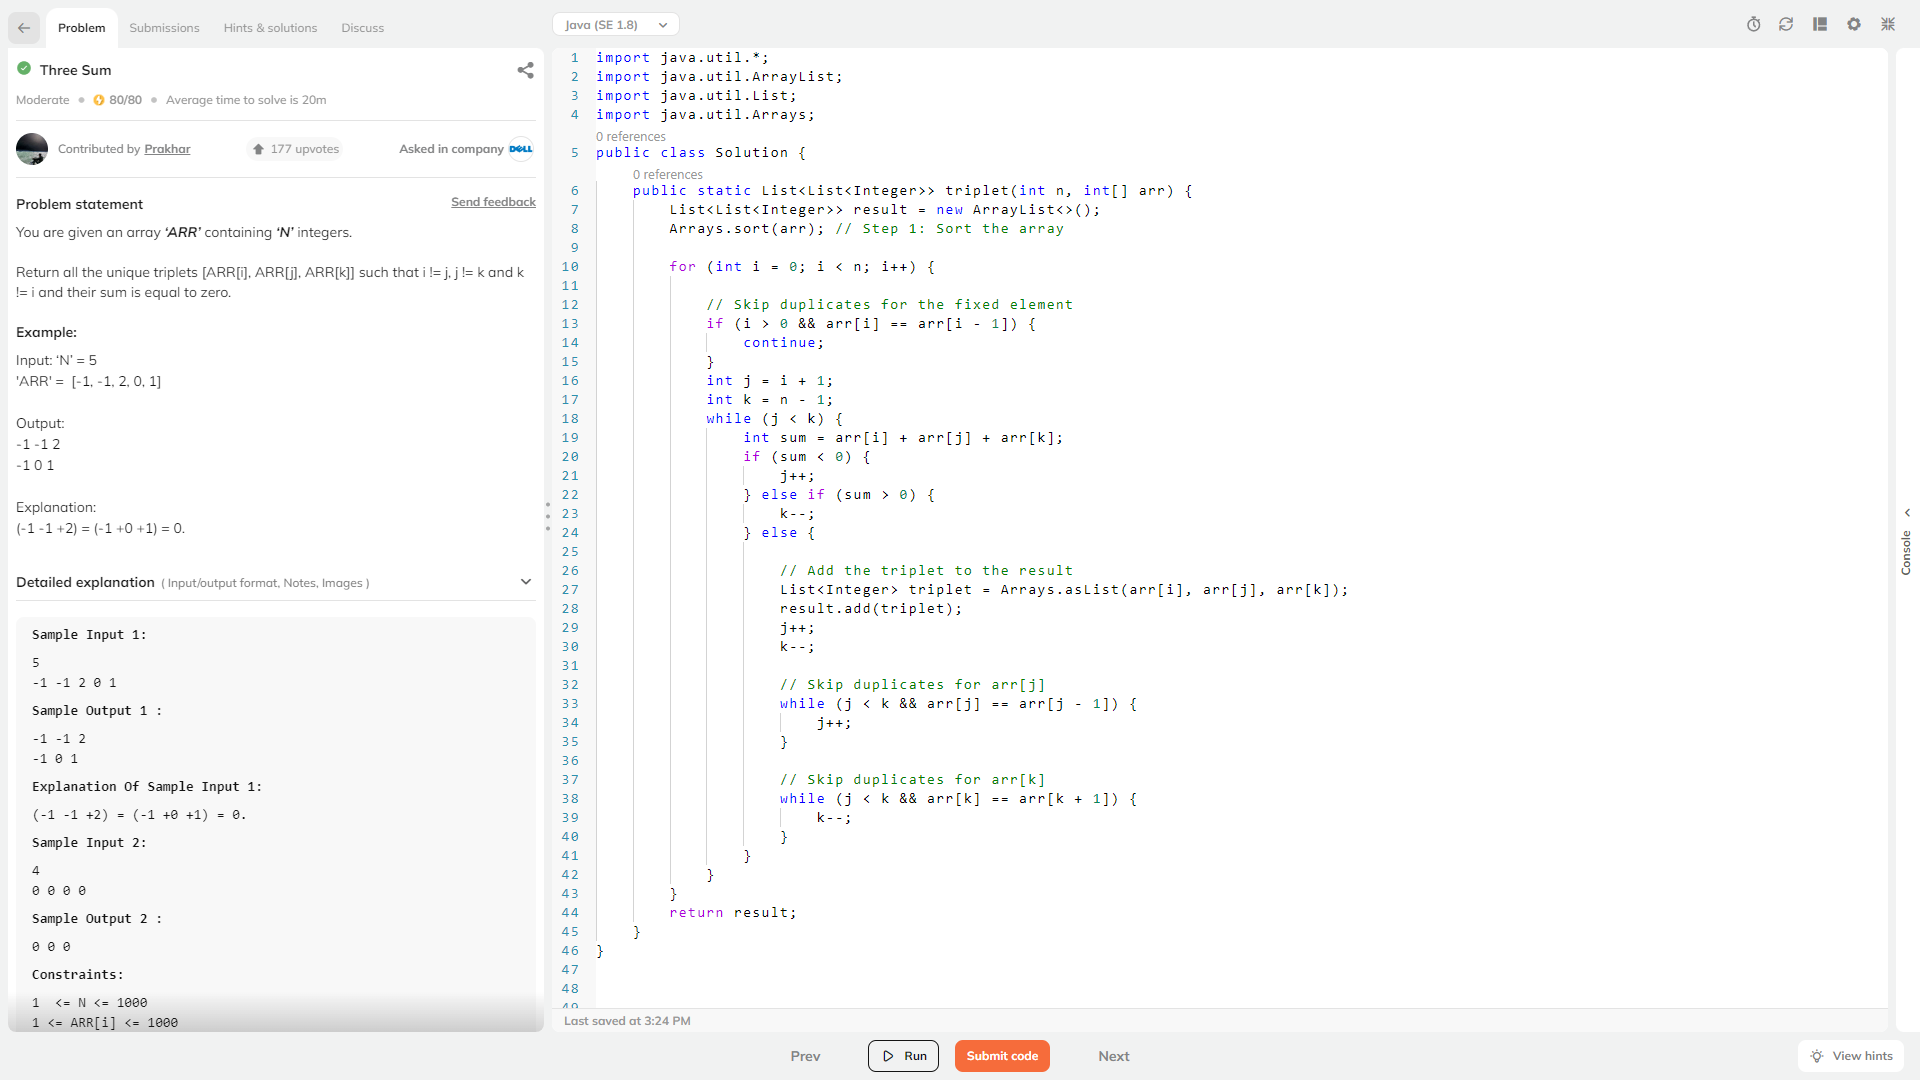 Problem
Submissions
Hints & solutions
Discuss
Three Sum
Moderate • 80/80 • Average time to solve is 20m
Contributed by Prakhar
177 upvotes
Asked in company DELL
Problem statement
Send feedback
You are given an array ‘ARR’ containing ‘N’ integers.
Return all the unique triplets [ARR[i], ARR[j], ARR[k]] such that i != j, j != k and k
!= i and their sum is equal to zero.
Example:
Input: ‘N’ = 5
'ARR' =  [-1, -1, 2, 0, 1]
Output:
-1 -1 2
-1 0 1
Explanation:
(-1 -1 +2) = (-1 +0 +1) = 0.
Detailed explanation ( Input/output format, Notes, Images )
Sample Input 1:
5
-1 -1 2 0 1
Sample Output 1 :
-1 -1 2
-1 0 1
Explanation Of Sample Input 1:
(-1 -1 +2) = (-1 +0 +1) = 0.
Sample Input 2:
4
0 0 0 0
Sample Output 2 :
0 0 0
Constraints:
1  <= N <= 1000
1 <= ARR[i] <= 1000
Java (SE 1.8)
1 import java.util.*;
2 import java.util.ArrayList;
3 import java.util.List;
4 import java.util.Arrays;
0 references
5 public class Solution {
0 references
6     public static List<List<Integer>> triplet(int n, int[] arr) {
7         List<List<Integer>> result = new ArrayList<>();
8         Arrays.sort(arr); // Step 1: Sort the array
9
10         for (int i = 0; i < n; i++) {
11
12             // Skip duplicates for the fixed element
13             if (i > 0 && arr[i] == arr[i - 1]) {
14                 continue;
15             }
16             int j = i + 1;
17             int k = n - 1;
18             while (j < k) {
19                 int sum = arr[i] + arr[j] + arr[k];
20                 if (sum < 0) {
21                     j++;
22                 } else if (sum > 0) {
23                     k--;
24                 } else {
25
26                     // Add the triplet to the result
27                     List<Integer> triplet = Arrays.asList(arr[i], arr[j], arr[k]);
28                     result.add(triplet);
29                     j++;
30                     k--;
31
32                     // Skip duplicates for arr[j]
33                     while (j < k && arr[j] == arr[j - 1]) {
34                         j++;
35                     }
36
37                     // Skip duplicates for arr[k]
38                     while (j < k && arr[k] == arr[k + 1]) {
39                         k--;
40                     }
41                 }
42             }
43         }
44         return result;
45     }
46 }
47
48
49
Last saved at 3:24 PM
Console
Prev
Run
Submit code
Next
View hints